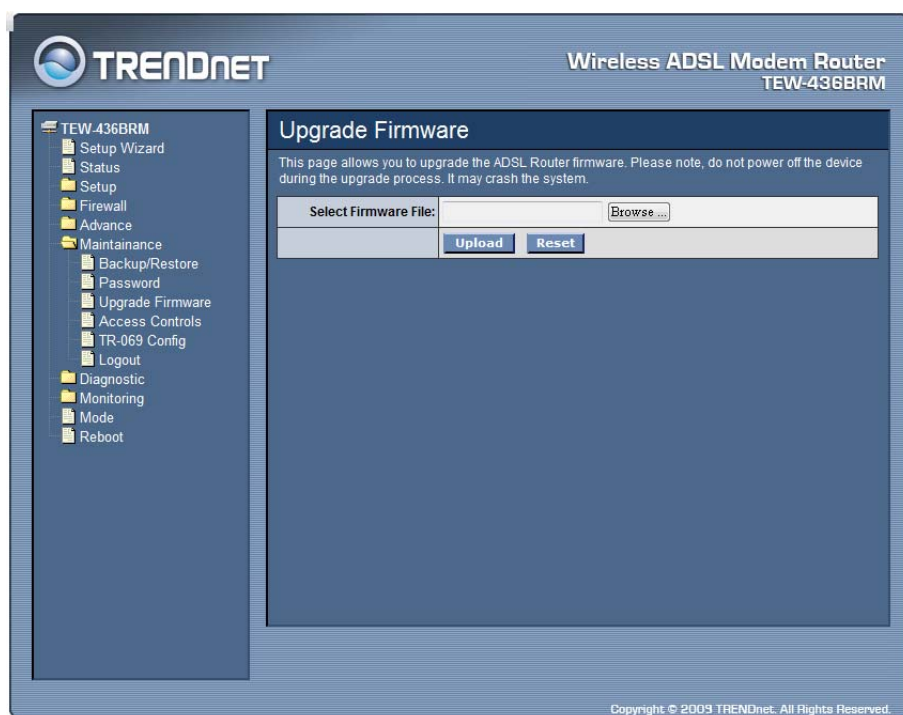 TRENDNET
Wireless ADSL Modem Router
TEW-436BRM
TEW-436BRM
Setup Wizard
Status
Setup
Firewall
Advance
Maintainance
Backup/Restore
Password
Upgrade Firmware
Access Controls
TR-069 Config
Logout
Diagnostic
Monitoring
Mode
Reboot
Upgrade Firmware
This page allows you to upgrade the ADSL Router firmware. Please note, do not power off the device
during the upgrade process. It may crash the system.
Select Firmware File:
Browse ...
Upload Reset
Copyright © 2009 TRENDnet. All Rights Reserved.